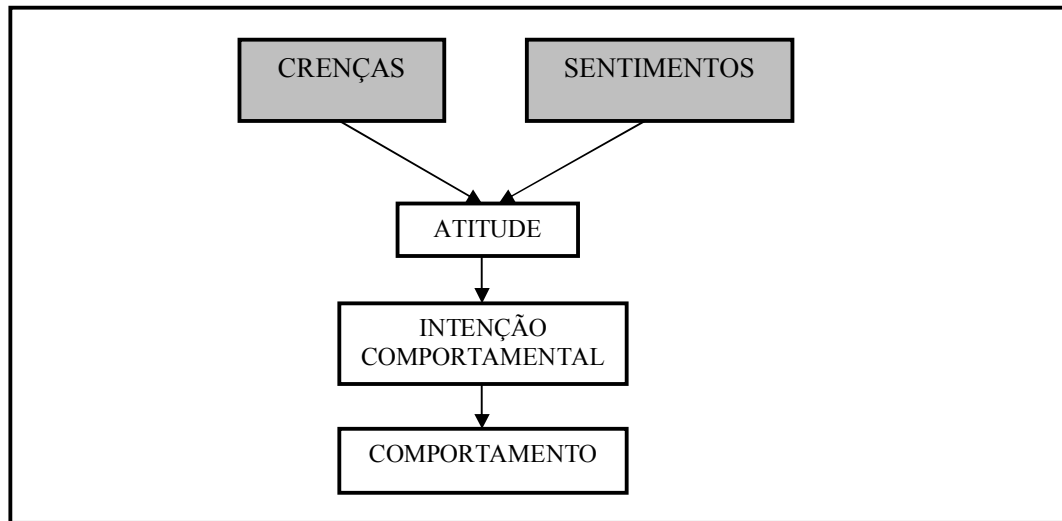 CRENÇAS
SENTIMENTOS
ATITUDE
INTENÇÃO
COMPORTAMENTAL
COMPORTAMENTO